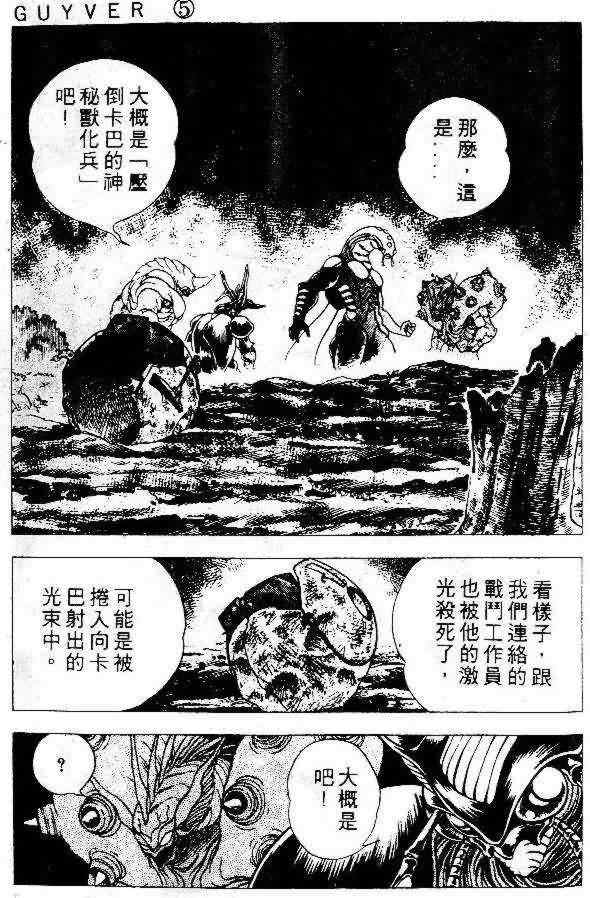 GUYVER ⑤
那麼，這
是....
大概是「壓
倒卡巴的神
秘獸化兵」
吧！
看樣子，跟
我們連絡的
戰鬥工作員
也被他的激
光殺死了，
可能是被
捲入向卡
巴射出的
光束中。
大概是
吧！
？